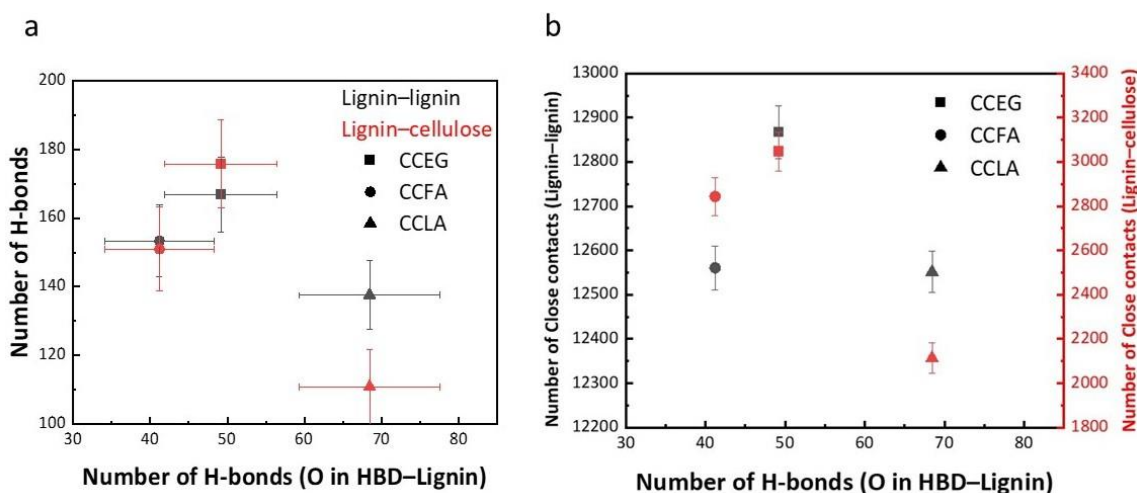 a
Number of H-bonds
200
180
160
140
120
100
30
40
50
60
70
80
Lignin–lignin
Lignin–cellulose
CCEG
CCFA
CCLA
Number of H-bonds (O in HBD–Lignin)
b
Number of Close contacts (Lignin–lignin)
13000
12900
12800
12700
12600
12500
12400
12300
12200
30
40
50
60
70
80
CCEG
CCFA
CCLA
3400
3200
3000
2800
2600
2400
2200
2000
1800
Number of Close contacts (Lignin–cellulose)
Number of H-bonds (O in HBD–Lignin)